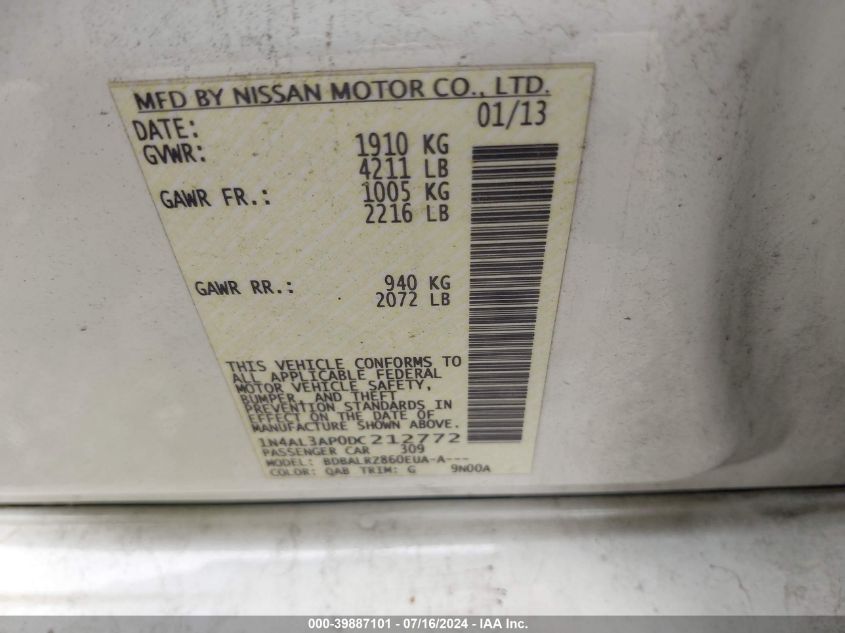 MFD BY NISSAN MOTOR CO., LTD.
DATE: 01/13
GVWR: 1910 KG
4211 LB
GAWR FR.: 1005 KG
2216 LB
GAWR RR.: 940 KG
2072 LB
THIS VEHICLE CONFORMS TO
ALL APPLICABLE FEDERAL
MOTOR VEHICLE SAFETY,
BUMPER, AND THEFT
PREVENTION STANDARDS IN
EFFECT ON THE DATE OF
MANUFACTURE SHOWN ABOVE.
1N4AL3AP0DC212772
PASSENGER CAR 309
MODEL: BDBALRZ860EUA-A---
COLOR: QAB TRIM: G 9N00A
000-39887101 - 07/16/2024 - IAA Inc.